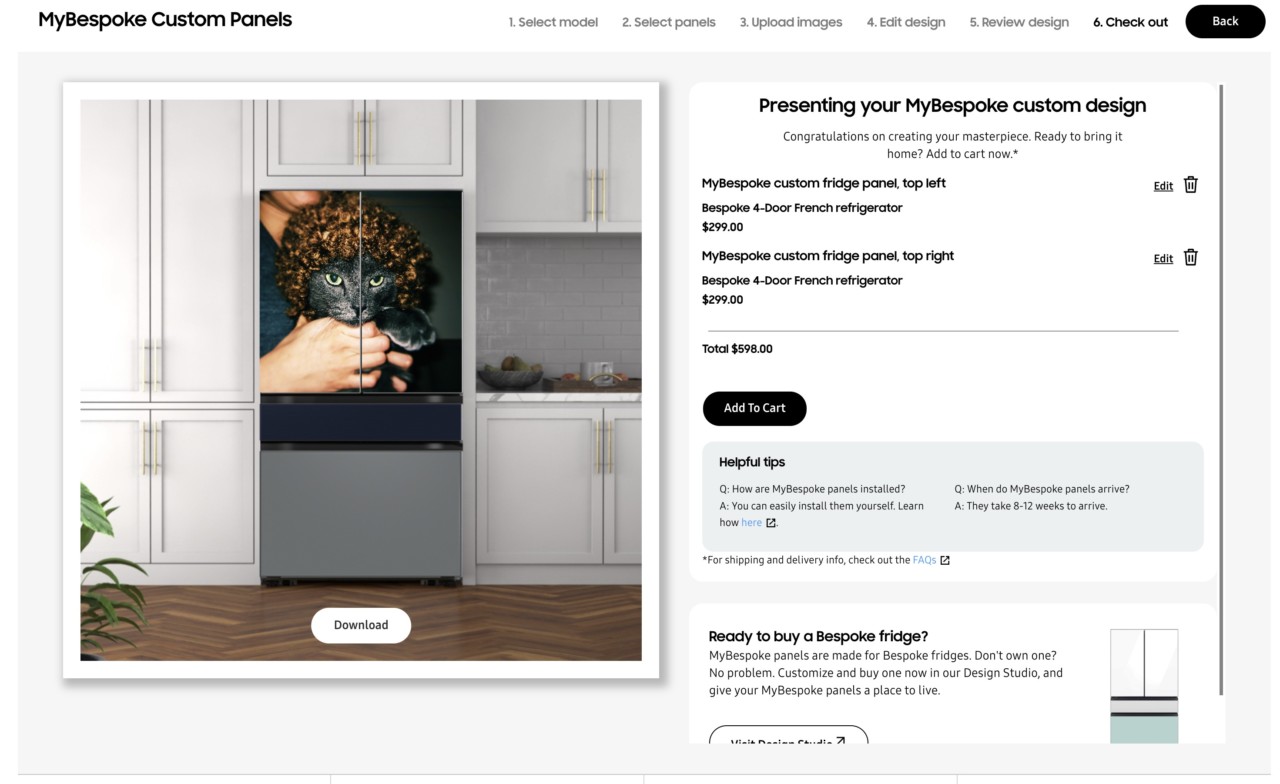 MyBespoke Custom Panels
1. Select model
2. Select panels
3. Upload images
4. Edit design
5. Review design
6. Check out
Back
Presenting your MyBespoke custom design
Congratulations on creating your masterpiece. Ready to bring it
home? Add to cart now.*
MyBespoke custom fridge panel, top left
Edit
Bespoke 4-Door French refrigerator
$299.00
MyBespoke custom fridge panel, top right
Edit
Bespoke 4-Door French refrigerator
$299.00
Total $598.00
Add To Cart
Helpful tips
Q: How are MyBespoke panels installed?
A: You can easily install them yourself. Learn
how here.
Q: When do MyBespoke panels arrive?
A: They take 8-12 weeks to arrive.
*For shipping and delivery info, check out the FAQs
Download
Ready to buy a Bespoke fridge?
MyBespoke panels are made for Bespoke fridges. Don't own one?
No problem. Customize and buy one now in our Design Studio, and
give your MyBespoke panels a place to live.
Visit Design Studio